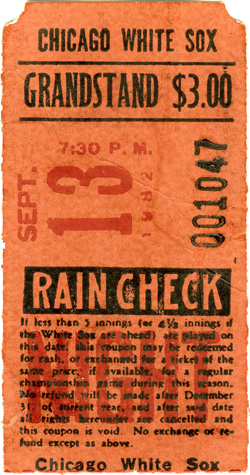 CHICAGO WHITE SOX
GRANDSTAND $3.00
7:30 P. M.
SEPT. 13 1982
001047
RAIN CHECK
If less than 5 innings (or 4½ innings if
the White Sox are ahead) are played on
this date, this coupon may be redeemed
for cash, or exchanged for a ticket of the
same price, if available, for a regular
championship game during this season.
No refund will be made after December
31, of current year, and after said date
all rights hereunder are cancelled and
this coupon is void. No exchange or re-
fund except as above.
Chicago White Sox